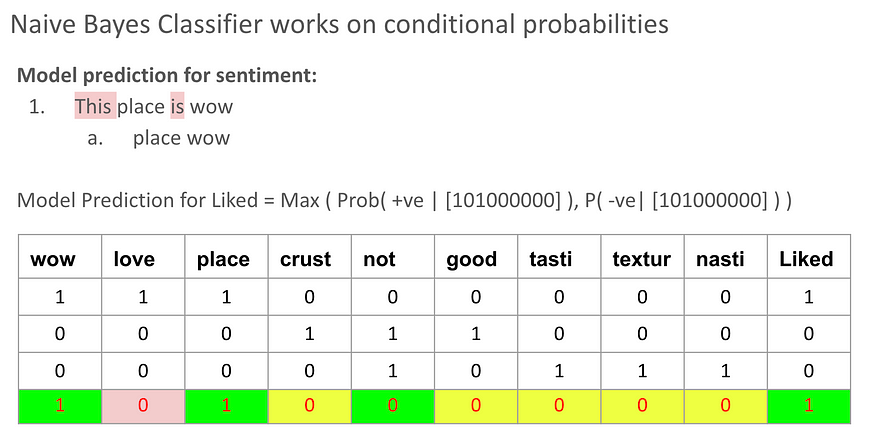 Naive Bayes Classifier works on conditional probabilities
Model prediction for sentiment:
1. This place is wow
a. place wow
Model Prediction for Liked = Max ( Prob( +ve | [101000000] ), P( -ve| [101000000] ) )
wow love place crust not good tasti textur nasti Liked
1 1 1 0 0 0 0 0 0 1
0 0 0 1 1 1 0 0 0 0
0 0 0 0 1 0 1 1 1 0
1 0 1 0 0 0 0 0 0 1